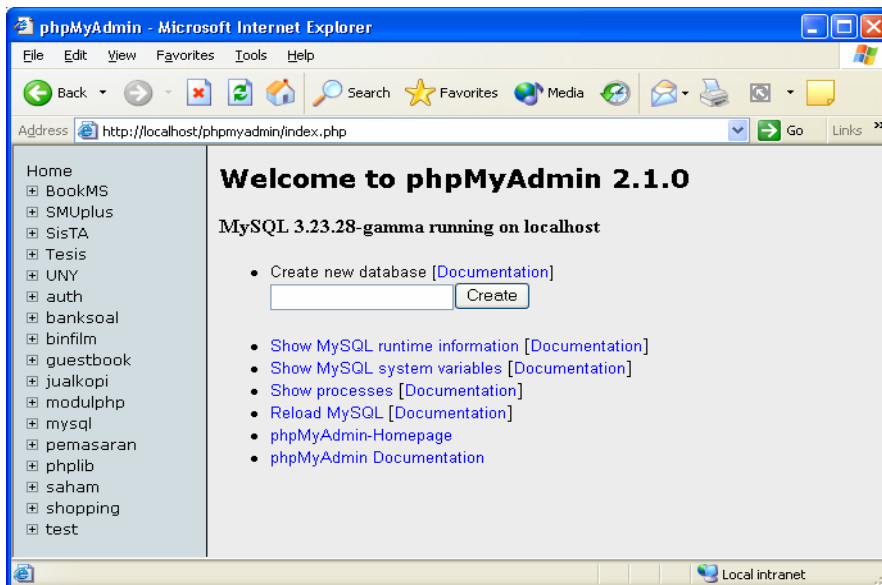 phpMyAdmin - Microsoft Internet Explorer
File Edit View Favorites Tools Help
Back Search Favorites Media
Address http://localhost/phpmyadmin/index.php Go Links »
Home
BookMS
SMUplus
SisTA
Tesis
UNY
auth
banksoal
binfilm
guestbook
jualkopi
modulphp
mysql
pemasaran
phplib
saham
shopping
test
Welcome to phpMyAdmin 2.1.0
MySQL 3.23.28-gamma running on localhost
• Create new database [Documentation]
Create
• Show MySQL runtime information [Documentation]
• Show MySQL system variables [Documentation]
• Show processes [Documentation]
• Reload MySQL [Documentation]
• phpMyAdmin-Homepage
• phpMyAdmin Documentation
Local intranet